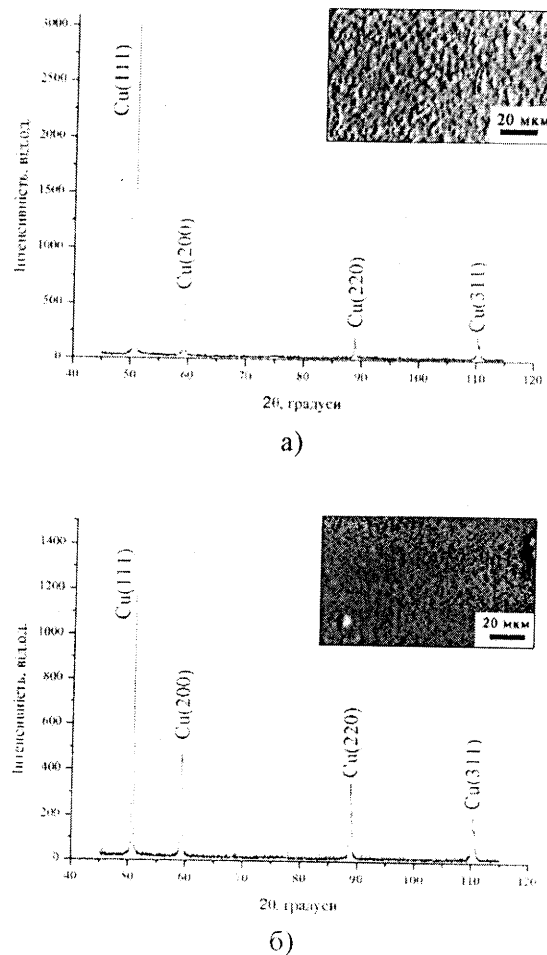 3000
2500
2000
1500
1000
500
0
Інтенсивність, від.од.
Cu(111)
Cu(200)
Cu(220)
Cu(311)
20 мкм
40 50 60 70 80 90 100 110 120
2θ, градуси
а)
1400
1200
1000
800
600
400
200
0
Інтенсивність, від.од.
Cu(111)
Cu(200)
Cu(220)
Cu(311)
20 мкм
40 50 60 70 80 90 100 110 120
2θ, градуси
б)